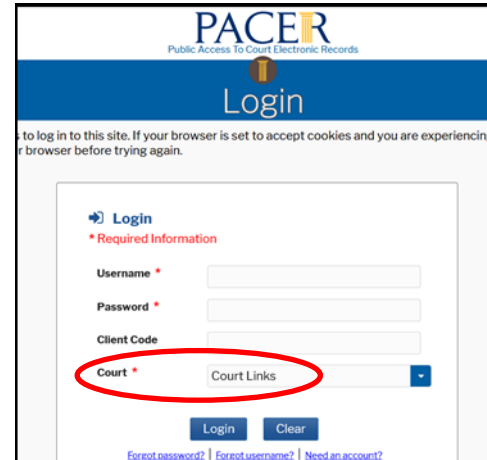 PACER
Public Access To Court Electronic Records
Login
to log in to this site. If your browser is set to accept cookies and you are experiencing
browser before trying again.
Login
* Required Information
Username *
Password *
Client Code
Court * Court Links
Login Clear
Forgot password? | Forgot username? | Need an account?